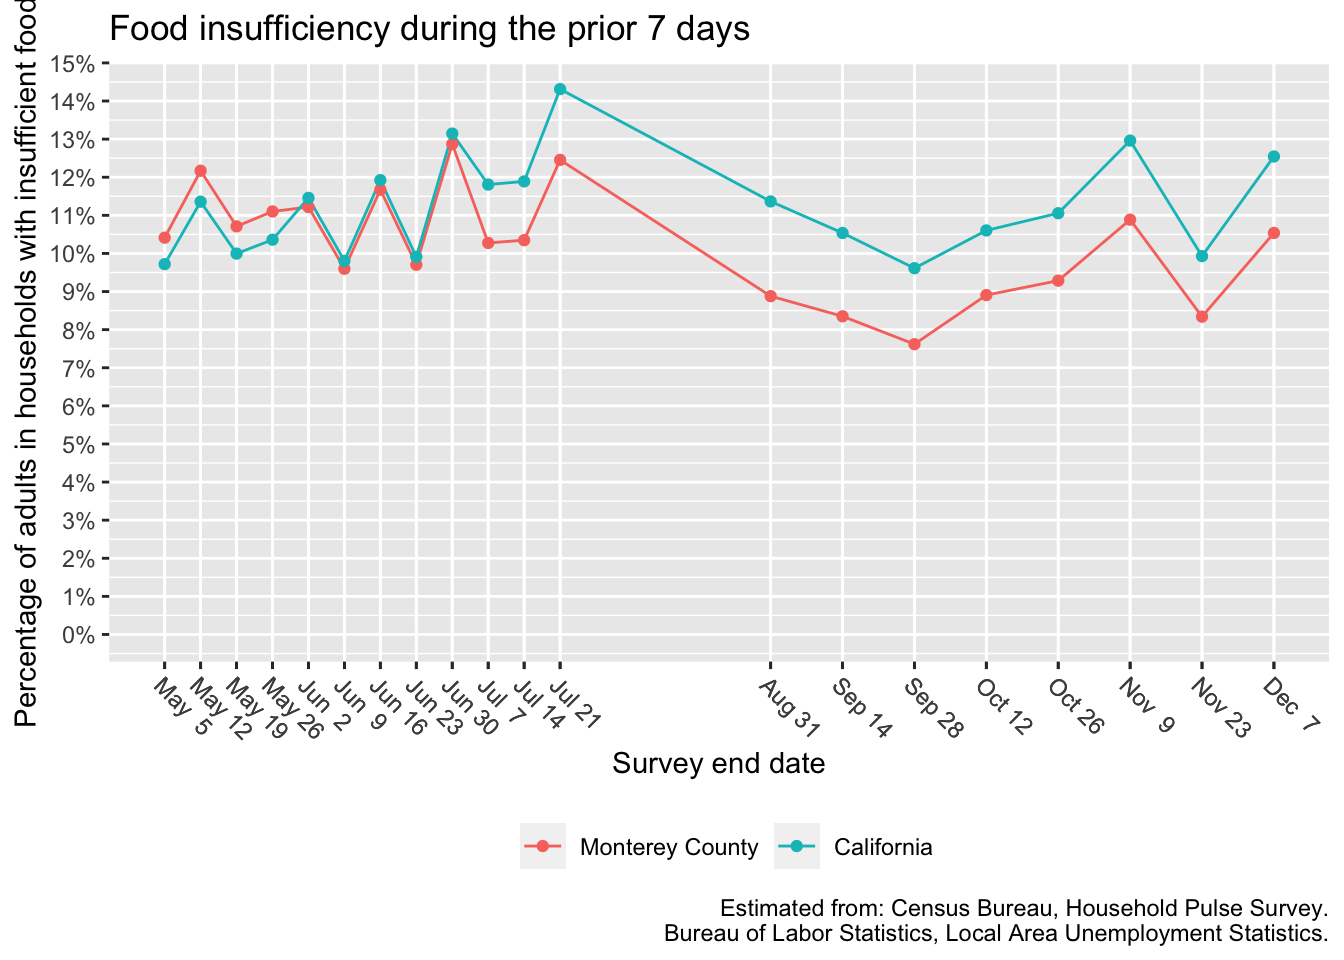 Food insufficiency during the prior 7 days
Percentage of adults in households with insufficient food
15%
14%
13%
12%
11%
10%
9%
8%
7%
6%
5%
4%
3%
2%
1%
0%
May 5
May 12
May 19
May 26
Jun 2
Jun 9
Jun 16
Jun 23
Jun 30
Jul 7
Jul 14
Jul 21
Aug 31
Sep 14
Sep 28
Oct 12
Oct 26
Nov 9
Nov 23
Dec 7
Survey end date
Monterey County
California
Estimated from: Census Bureau, Household Pulse Survey.
Bureau of Labor Statistics, Local Area Unemployment Statistics.